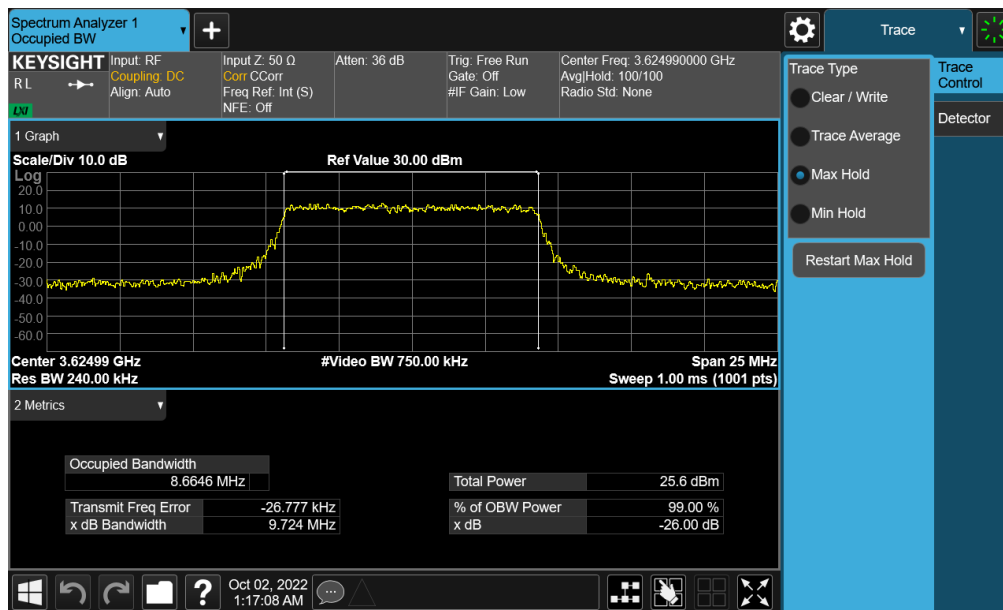 Spectrum Analyzer 1
Occupied BW
+
Trace
KEYSIGHT
R L
LXI
Input: RF
Coupling: DC
Align: Auto
Input Z: 50 Ω
Corr CCorr
Freq Ref: Int (S)
NFE: Off
Atten: 36 dB
Trig: Free Run
Gate: Off
#IF Gain: Low
Center Freq: 3.624990000 GHz
Avg|Hold: 100/100
Radio Std: None
Trace Type
Clear / Write
Trace Average
Max Hold
Min Hold
Restart Max Hold
Trace
Control
Detector
1 Graph
Scale/Div 10.0 dB
Ref Value 30.00 dBm
Log
20.0
10.0
0.00
-10.0
-20.0
-30.0
-40.0
-50.0
-60.0
Center 3.62499 GHz
#Video BW 750.00 kHz
Span 25 MHz
Res BW 240.00 kHz
Sweep 1.00 ms (1001 pts)
2 Metrics
Occupied Bandwidth
8.6646 MHz
Total Power 25.6 dBm
Transmit Freq Error -26.777 kHz
% of OBW Power 99.00 %
x dB Bandwidth 9.724 MHz
x dB -26.00 dB
?
Oct 02, 2022
1:17:08 AM